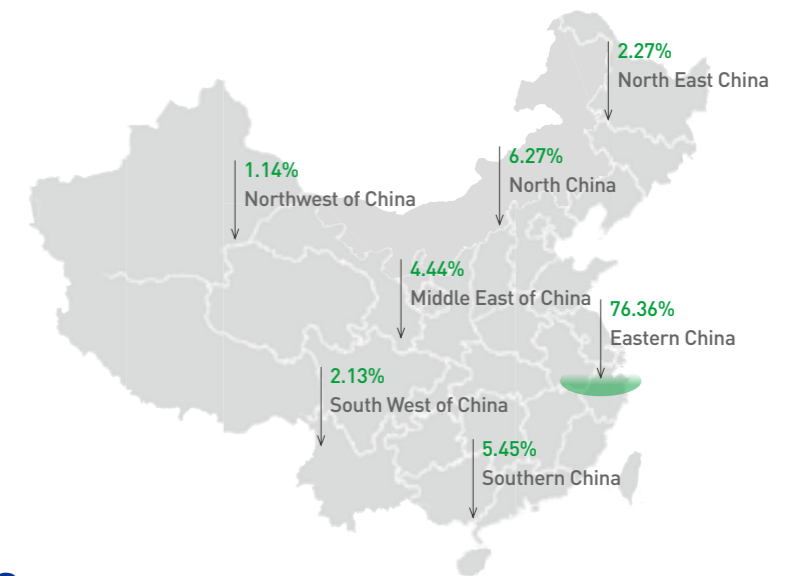 2.27%
North East China
6.27%
North China
1.14%
Northwest of China
4.44%
Middle East of China
76.36%
Eastern China
2.13%
South West of China
5.45%
Southern China